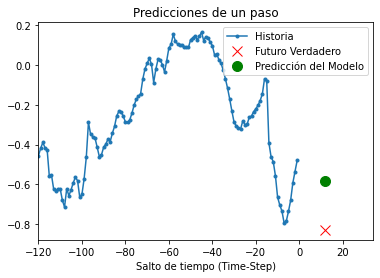 Predicciones de un paso
0.2
0.0
−0.2
−0.4
−0.6
−0.8
Historia
Futuro Verdadero
Predicción del Modelo
−120 −100 −80 −60 −40 −20 0 20
Salto de tiempo (Time-Step)